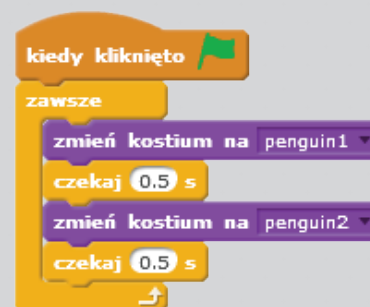 kiedy kliknięto
zawsze
zmień kostium na penguin1
czekaj 0.5 s
zmień kostium na penguin2
czekaj 0.5 s